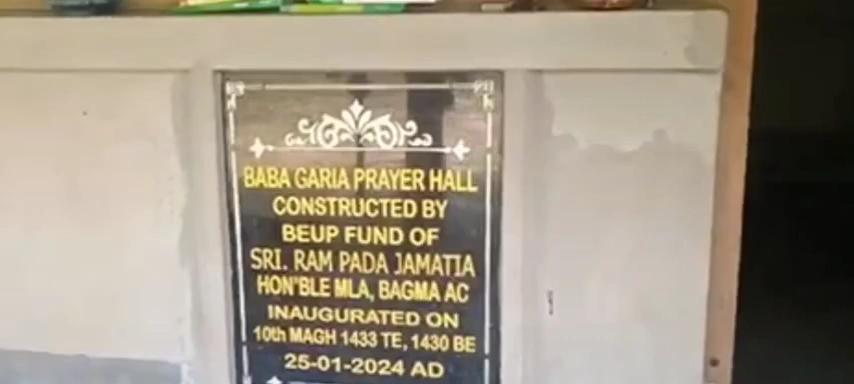 BABA GARIA PRAYER HALL
CONSTRUCTED BY
BEUP FUND OF
SRI. RAM PADA JAMATIA
HON'BLE MLA, BAGMA AC
INAUGURATED ON
10th MAGH 1433 TE, 1430 BE
25-01-2024 AD